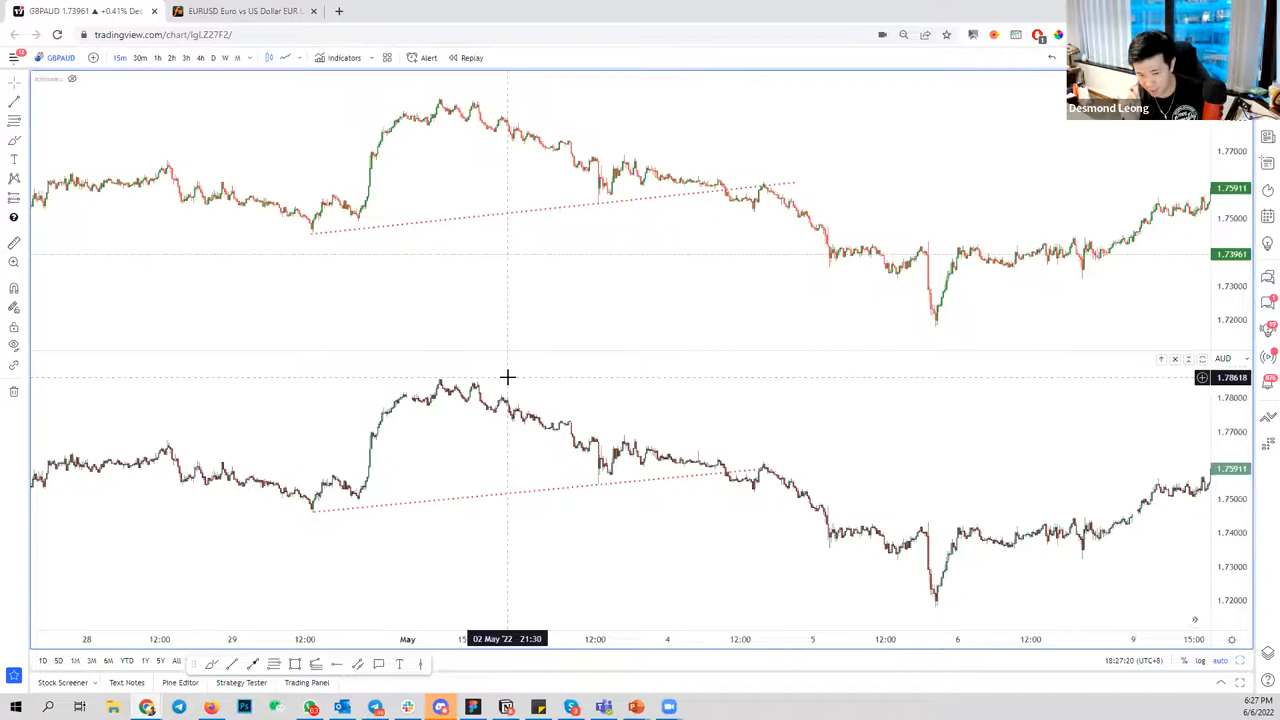 GBPAUD 1.73961 ▲ +0.41% Des
EURUSD Euro vs US Dollar EUR
tradingview.com/chart/lgLZ27F2/
1
12
GBPAUD
15m 30m 1h 2h 3h 4h D W M
Indicators
Alert
Replay
Desmond Leong
1.77000
1.75911
1.75000
1.73961
1.73000
1.72000
AUD
1.78618
1.78000
1.77000
1.75911
1.75000
1.74000
1.73000
1.72000
28 12:00 29 12:00 May 15 02 May '22 21:30 12:00 4 12:00 5 12:00 6 12:00 9 15:00
1D 5D 1M 3M 6M YTD 1Y 5Y All
18:27:20 (UTC+8) % log auto
Stock Screener Text Notes Pine Editor Strategy Tester Trading Panel
6:27 PM
6/6/2022